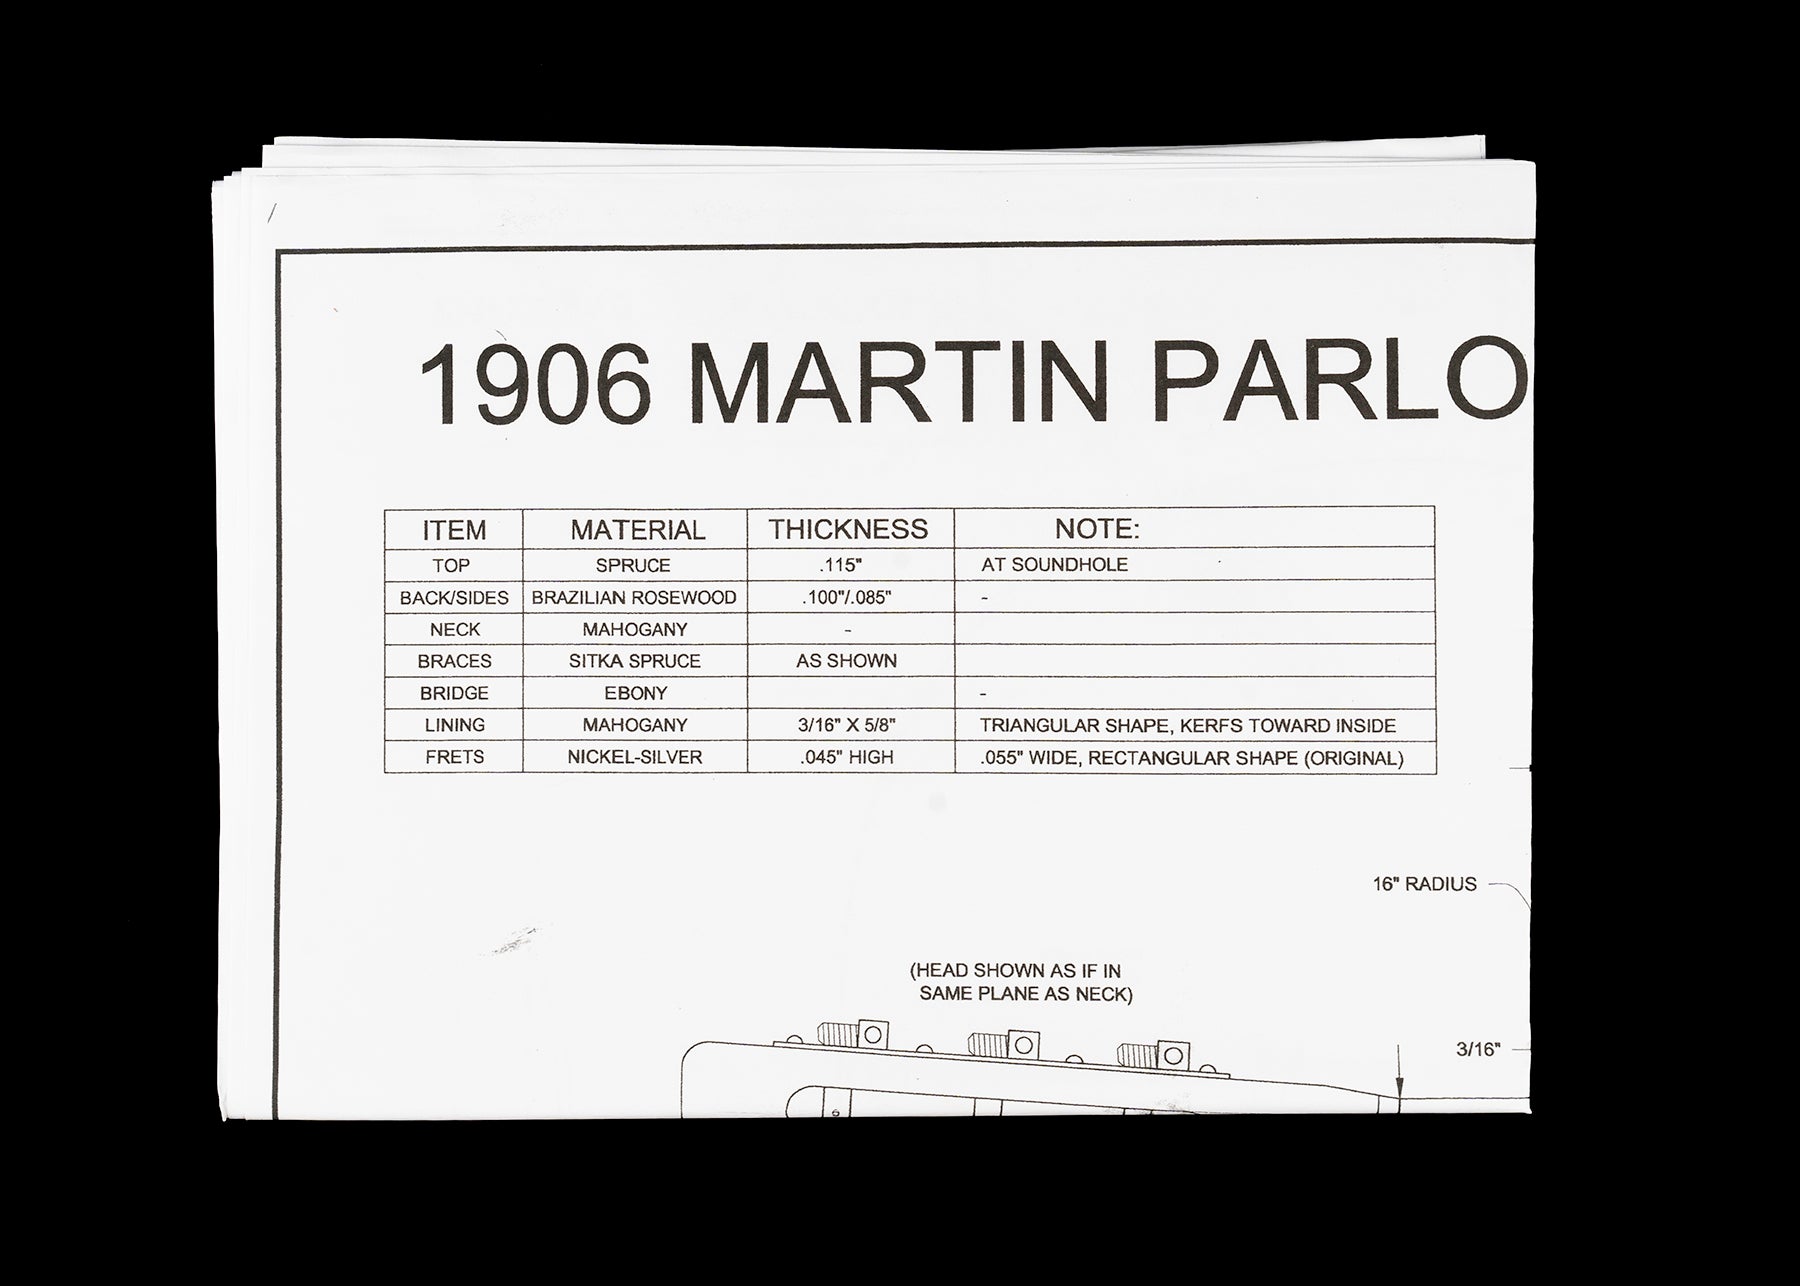 1906 MARTIN PARLO
ITEM MATERIAL THICKNESS NOTE:
TOP SPRUCE .115" AT SOUNDHOLE
BACK/SIDES BRAZILIAN ROSEWOOD .100"/.085" -
NECK MAHOGANY -
BRACES SITKA SPRUCE AS SHOWN
BRIDGE EBONY -
LINING MAHOGANY 3/16" X 5/8" TRIANGULAR SHAPE, KERFS TOWARD INSIDE
FRETS NICKEL-SILVER .045" HIGH .055" WIDE, RECTANGULAR SHAPE (ORIGINAL)
16" RADIUS
(HEAD SHOWN AS IF IN
SAME PLANE AS NECK)
3/16"